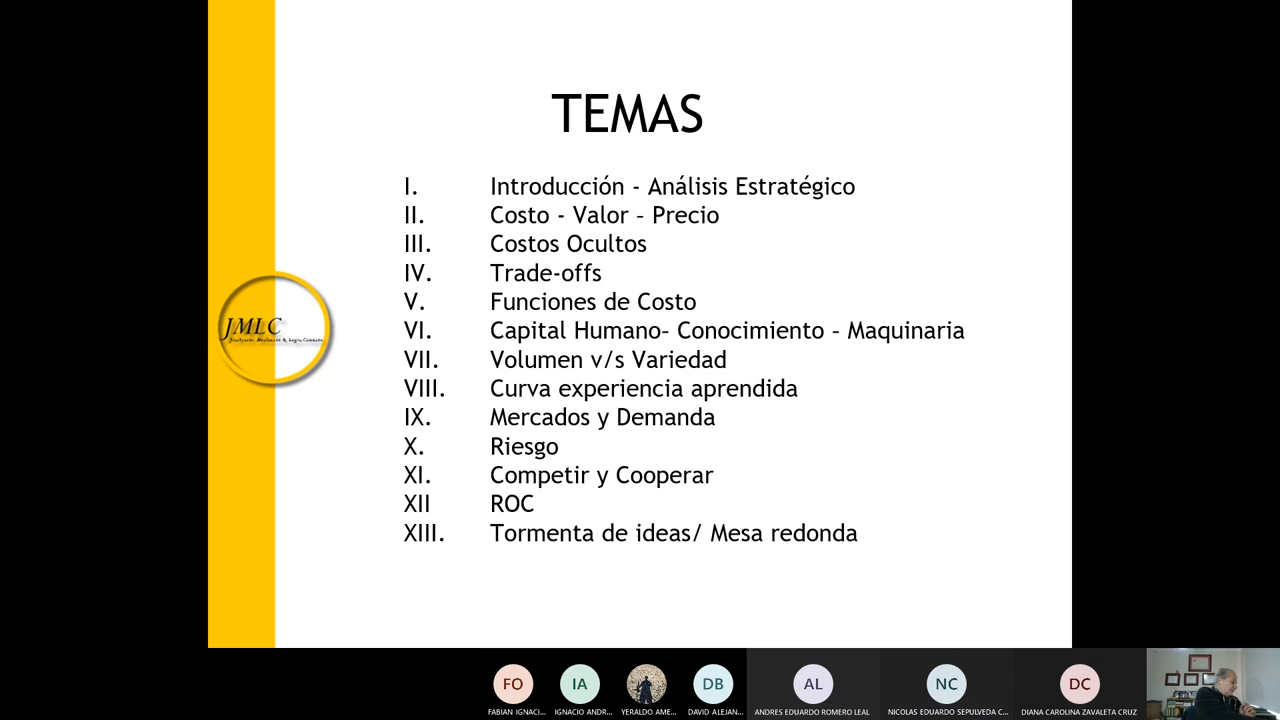 TEMAS
I. Introducción - Análisis Estratégico
II. Costo - Valor – Precio
III. Costos Ocultos
IV. Trade-offs
V. Funciones de Costo
VI. Capital Humano– Conocimiento – Maquinaria
VII. Volumen v/s Variedad
VIII. Curva experiencia aprendida
IX. Mercados y Demanda
X. Riesgo
XI. Competir y Cooperar
XII ROC
XIII. Tormenta de ideas/ Mesa redonda
JMLC
FO IA DB AL NC DC
FABIAN IGNACI... IGNACIO ANDR... YERALDO AME... DAVID ALEJAN... ANDRES EDUARDO ROMERO LEAL NICOLAS EDUARDO SEPULVEDA C... DIANA CAROLINA ZAVALETA CRUZ